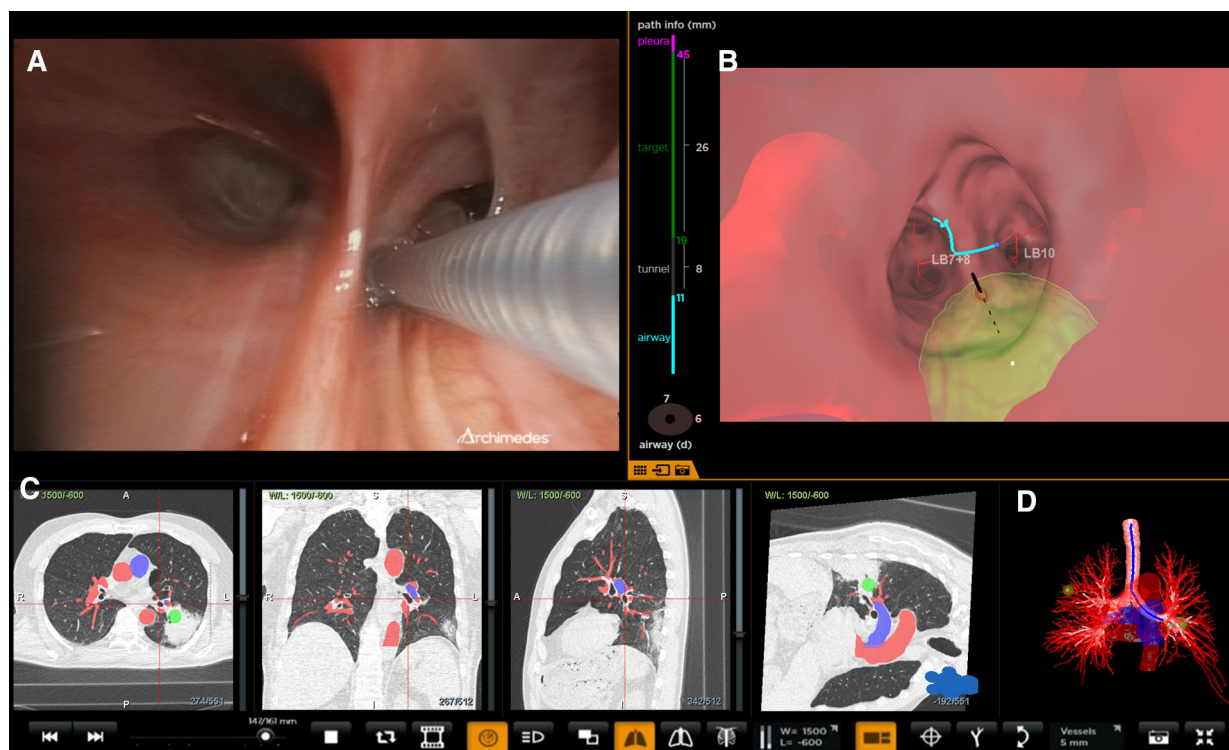 A
Archimedes
path info (mm)
pleura
45
target
26
19
tunnel
8
11
airway
7
6
airway (d)
B
LB7+8
LB10
C
W/L: 1500/-600
A
R
L
P
274/551
W/L: 1500/-600
S
R
L
I
267/512
W/L: 1500/-600
S
A
P
I
342/512
W/L: 1500/-600
-192/551
D
147/161 mm
W= 1500
L= -600
Vessels
5 mm